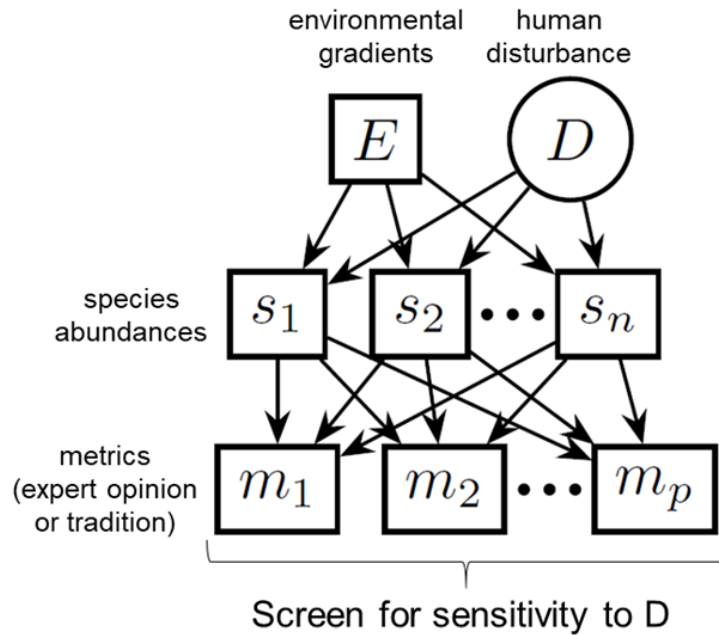 environmental
gradients
human
disturbance
E
D
species
abundances
s1 s2 ••• sn
metrics
(expert opinion
or tradition)
m1 m2 ••• mp
Screen for sensitivity to D